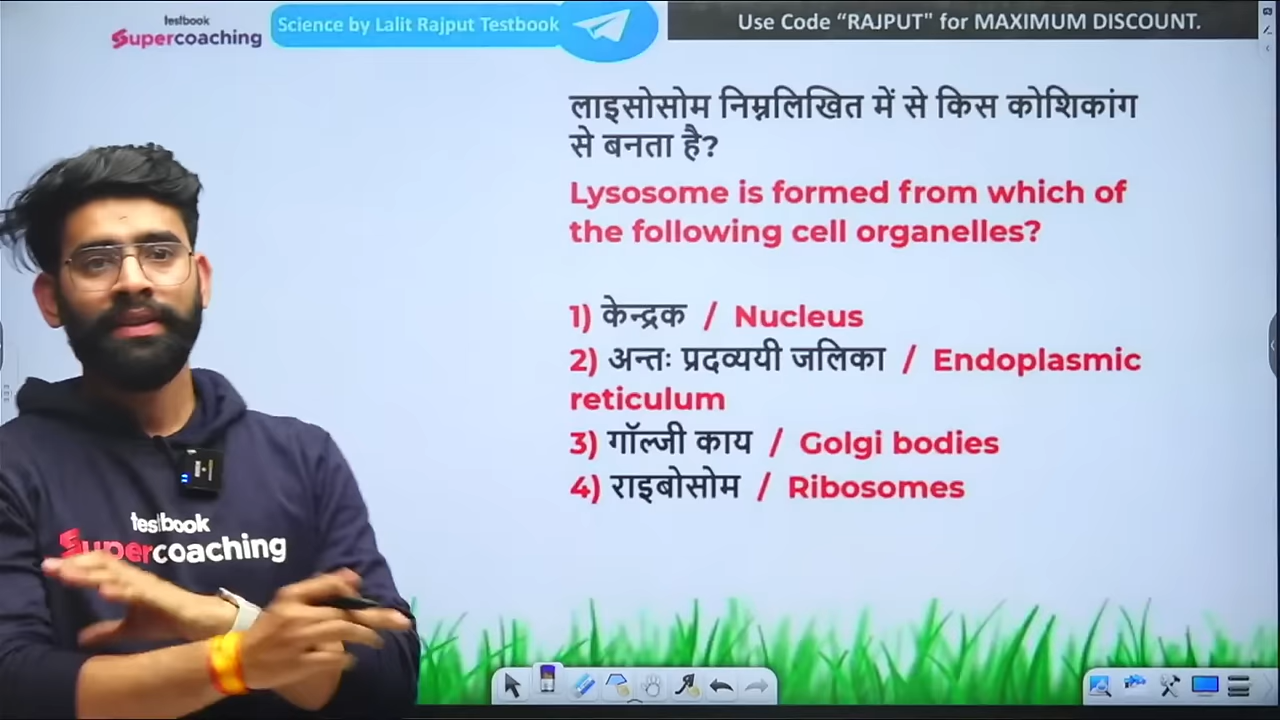 testbook
Supercoaching
Science by Lalit Rajput Testbook
Use Code “RAJPUT" for MAXIMUM DISCOUNT.
लाइसोसोम निम्नलिखित में से किस कोशिकांग
से बनता है?
Lysosome is formed from which of
the following cell organelles?
1) केन्द्रक / Nucleus
2) अन्तः प्रदव्ययी जलिका / Endoplasmic
reticulum
3) गॉल्जी काय / Golgi bodies
4) राइबोसोम / Ribosomes
testbook
Supercoaching